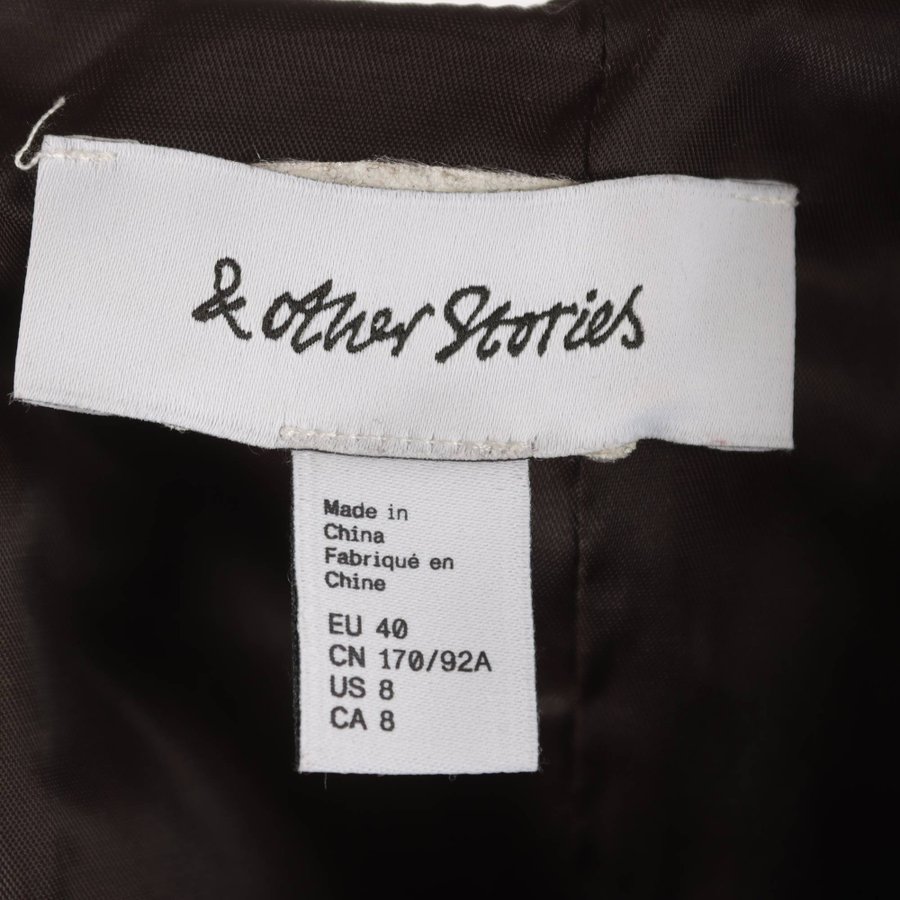 & Other Stories
Made in
China
Fabriqué en
Chine
EU 40
CN 170/92A
US 8
CA 8